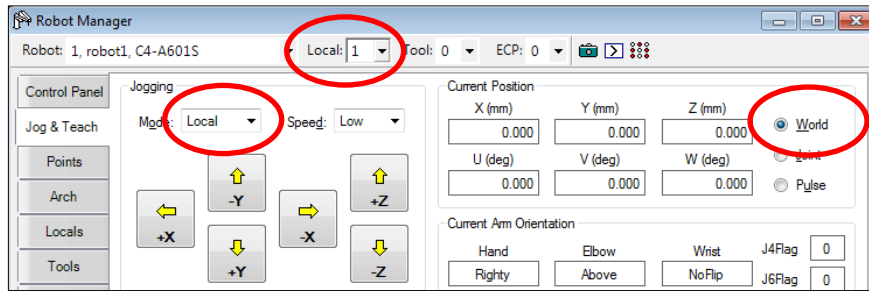 Robot Manager
Robot: 1, robot1, C4-A601S Local: 1 Tool: 0 ECP: 0
Control Panel
Jog & Teach
Points
Arch
Locals
Tools
Jogging
Mode: Local Speed: Low
-Y
+Z
+X
-X
+Y
-Z
Current Position
X (mm) Y (mm) Z (mm)
0.000 0.000 0.000
U (deg) V (deg) W (deg)
0.000 0.000 0.000
World
Joint
Pulse
Current Arm Orientation
Hand Elbow Wrist J4Flag 0
Righty Above NoFlip J6Flag 0